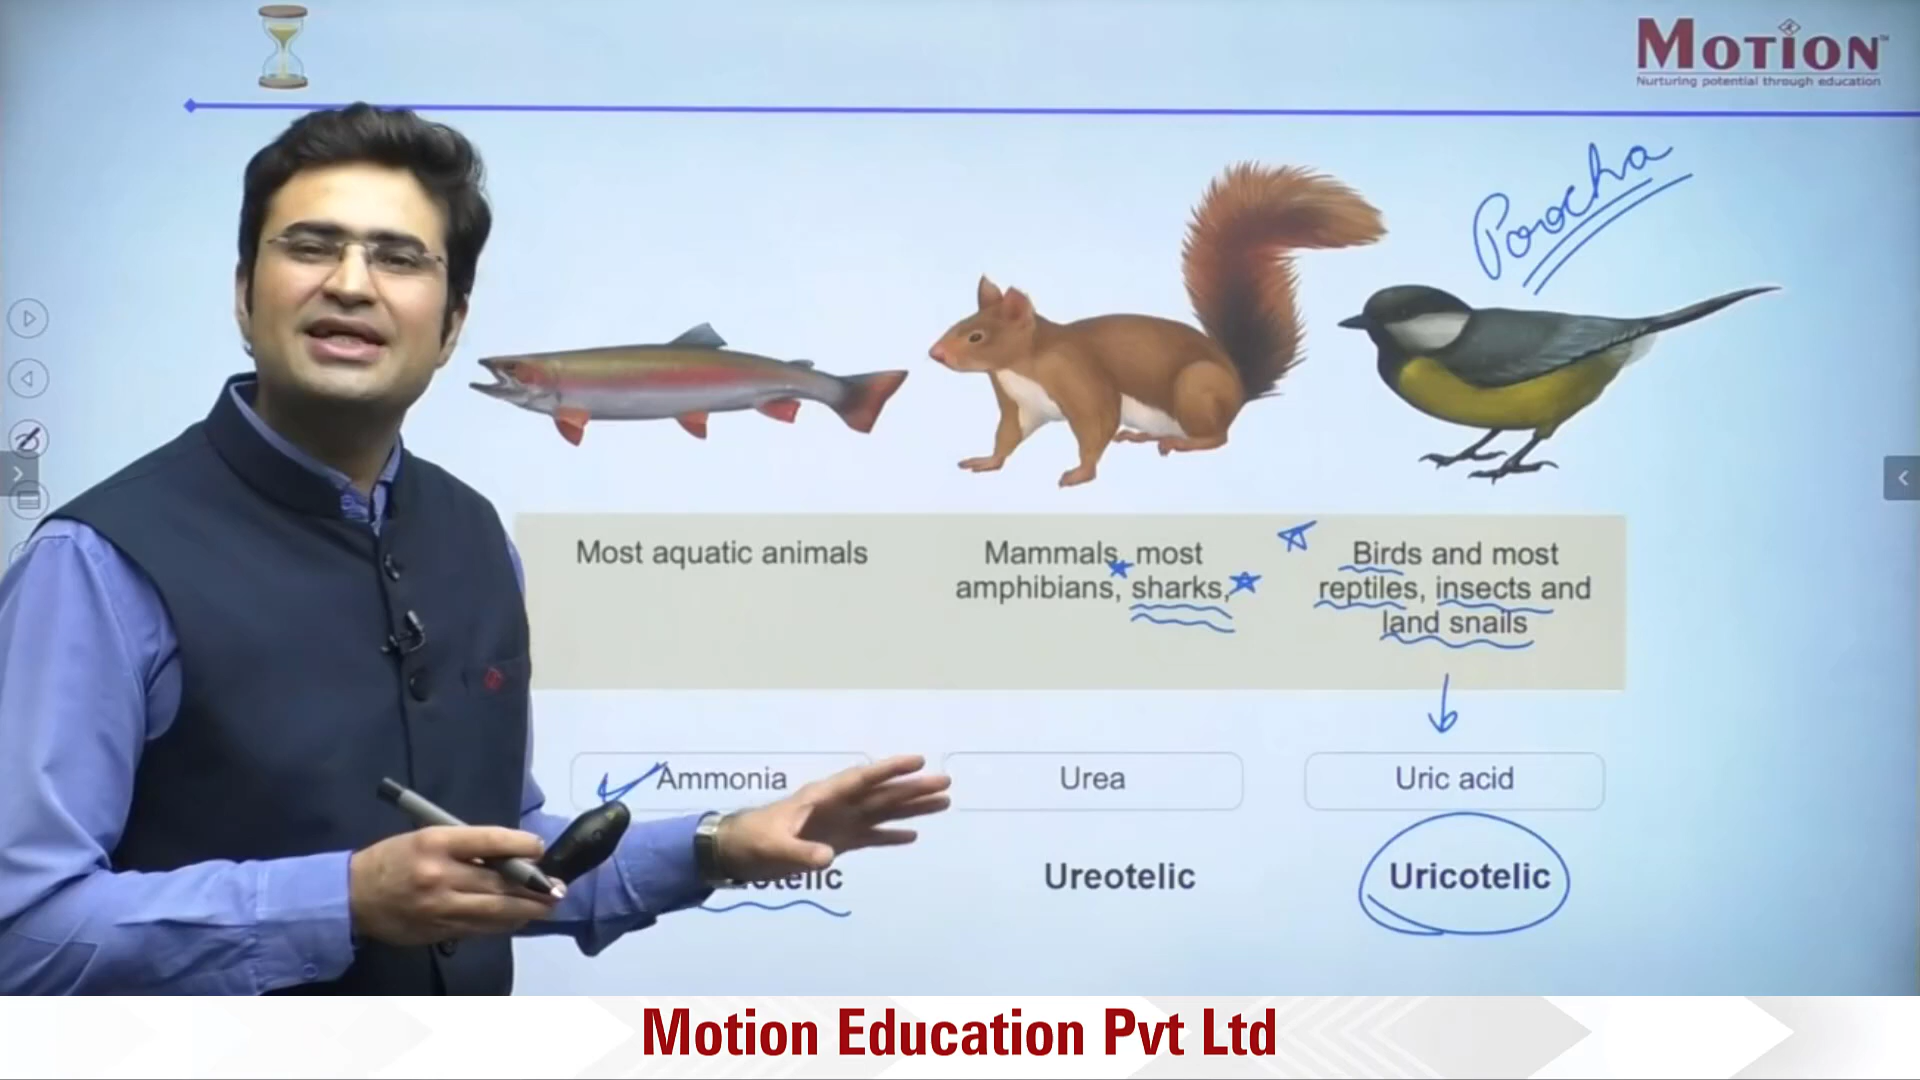 MOTION
Nurturing potential through education
Poocha
Most aquatic animals
Mammals, most
amphibians, sharks,
Birds and most
reptiles, insects and
land snails
Ammonia
Urea
Uric acid
Ureotelic
Uricotelic
Motion Education Pvt Ltd